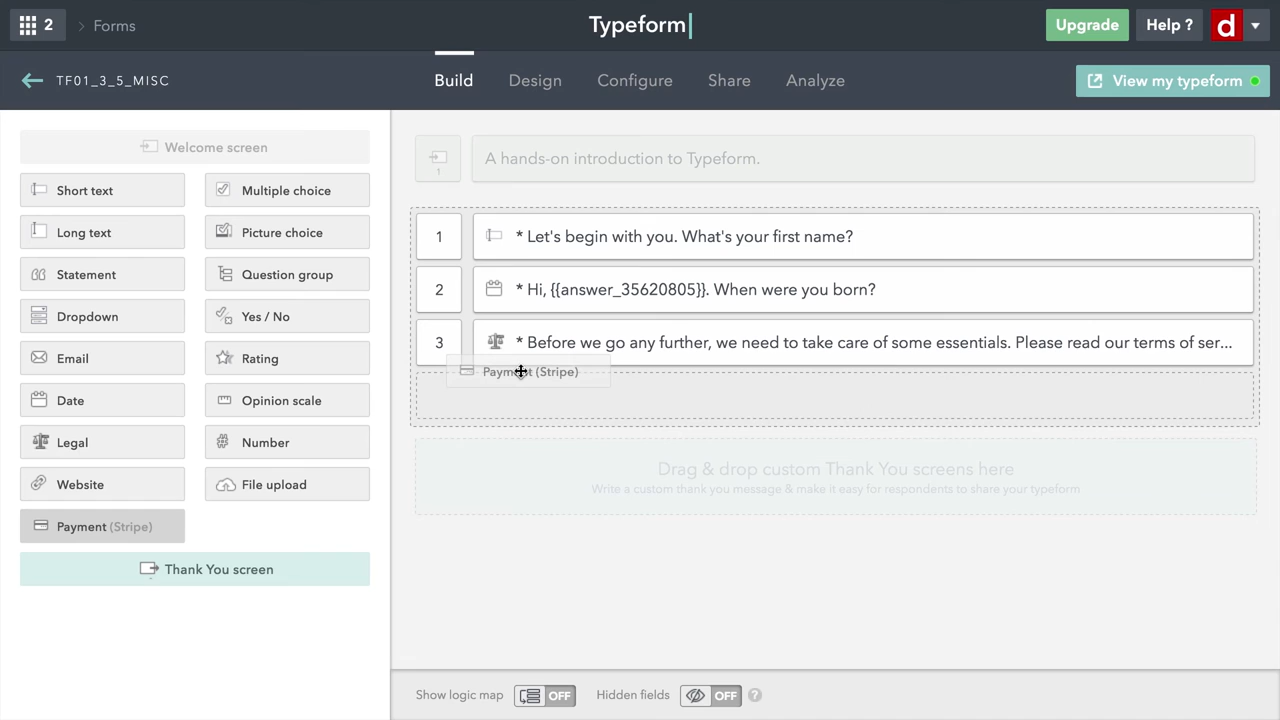 2
Forms
Typeform
Upgrade
Help ?
d
TF01_3_5_MISC
Build
Design
Configure
Share
Analyze
View my typeform
Welcome screen
Short text
Multiple choice
Long text
Picture choice
Statement
Question group
Dropdown
Yes / No
Email
Rating
Date
Opinion scale
Legal
Number
Website
File upload
Payment (Stripe)
Thank You screen
1
A hands-on introduction to Typeform.
1
* Let's begin with you. What's your first name?
2
* Hi, {{answer_35620805}}. When were you born?
3
* Before we go any further, we need to take care of some essentials. Please read our terms of ser...
Payment (Stripe)
Drag & drop custom Thank You screens here
Write a custom thank you message & make it easy for respondents to share your typeform
Show logic map
OFF
Hidden fields
OFF
?